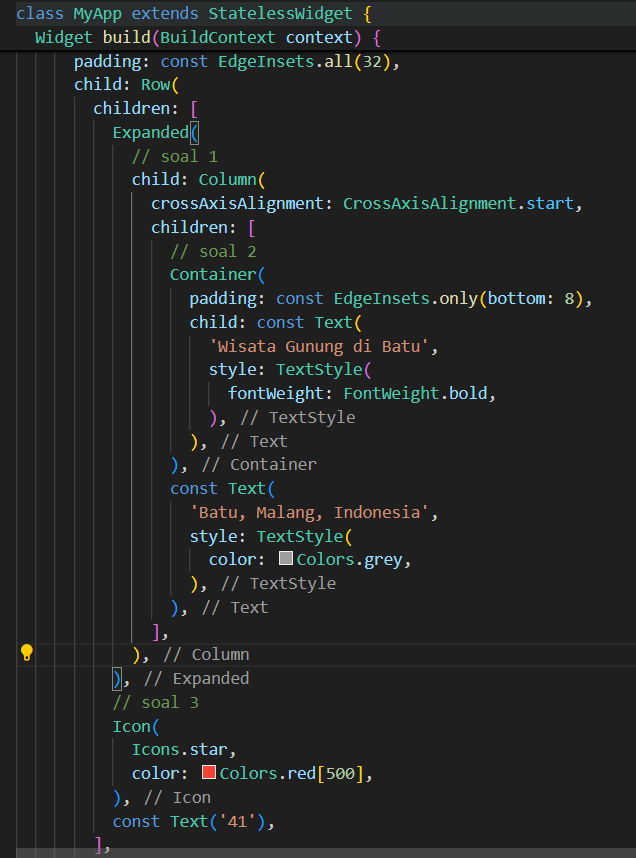 class MyApp extends StatelessWidget {
  Widget build(BuildContext context) {
      padding: const EdgeInsets.all(32),
      child: Row(
        children: [
          Expanded(
            // soal 1
            child: Column(
              crossAxisAlignment: CrossAxisAlignment.start,
              children: [
                // soal 2
                Container(
                  padding: const EdgeInsets.only(bottom: 8),
                  child: const Text(
                    'Wisata Gunung di Batu',
                    style: TextStyle(
                      fontWeight: FontWeight.bold,
                    ), // TextStyle
                  ), // Text
                ), // Container
                const Text(
                  'Batu, Malang, Indonesia',
                  style: TextStyle(
                    color: Colors.grey,
                  ), // TextStyle
                ), // Text
              ],
            ), // Column
          ), // Expanded
          // soal 3
          Icon(
            Icons.star,
            color: Colors.red[500],
          ), // Icon
          const Text('41'),
        ],